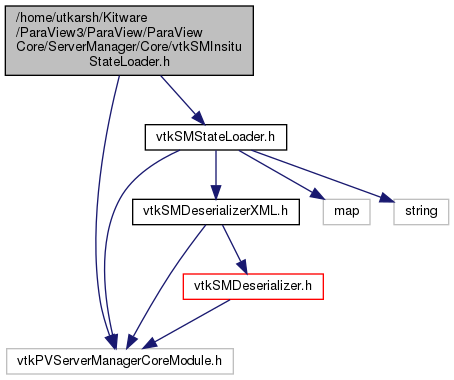 /home/utkarsh/Kitware
/ParaView3/ParaView/ParaView
Core/ServerManager/Core/vtkSMInsitu
StateLoader.h
vtkSMStateLoader.h
vtkSMDeserializerXML.h
map
string
vtkSMDeserializer.h
vtkPVServerManagerCoreModule.h